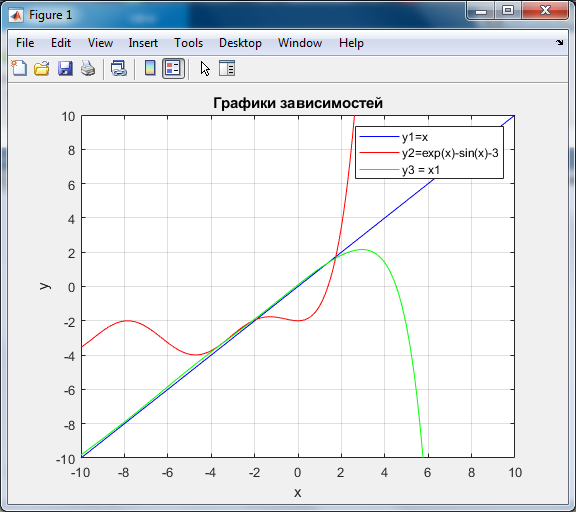 Figure 1
File Edit View Insert Tools Desktop Window Help
Графики зависимостей
y1=x
y2=exp(x)-sin(x)-3
y3 = x1
10
8
6
4
2
0
-2
-4
-6
-8
-10
y
-10 -8 -6 -4 -2 0 2 4 6 8 10
x